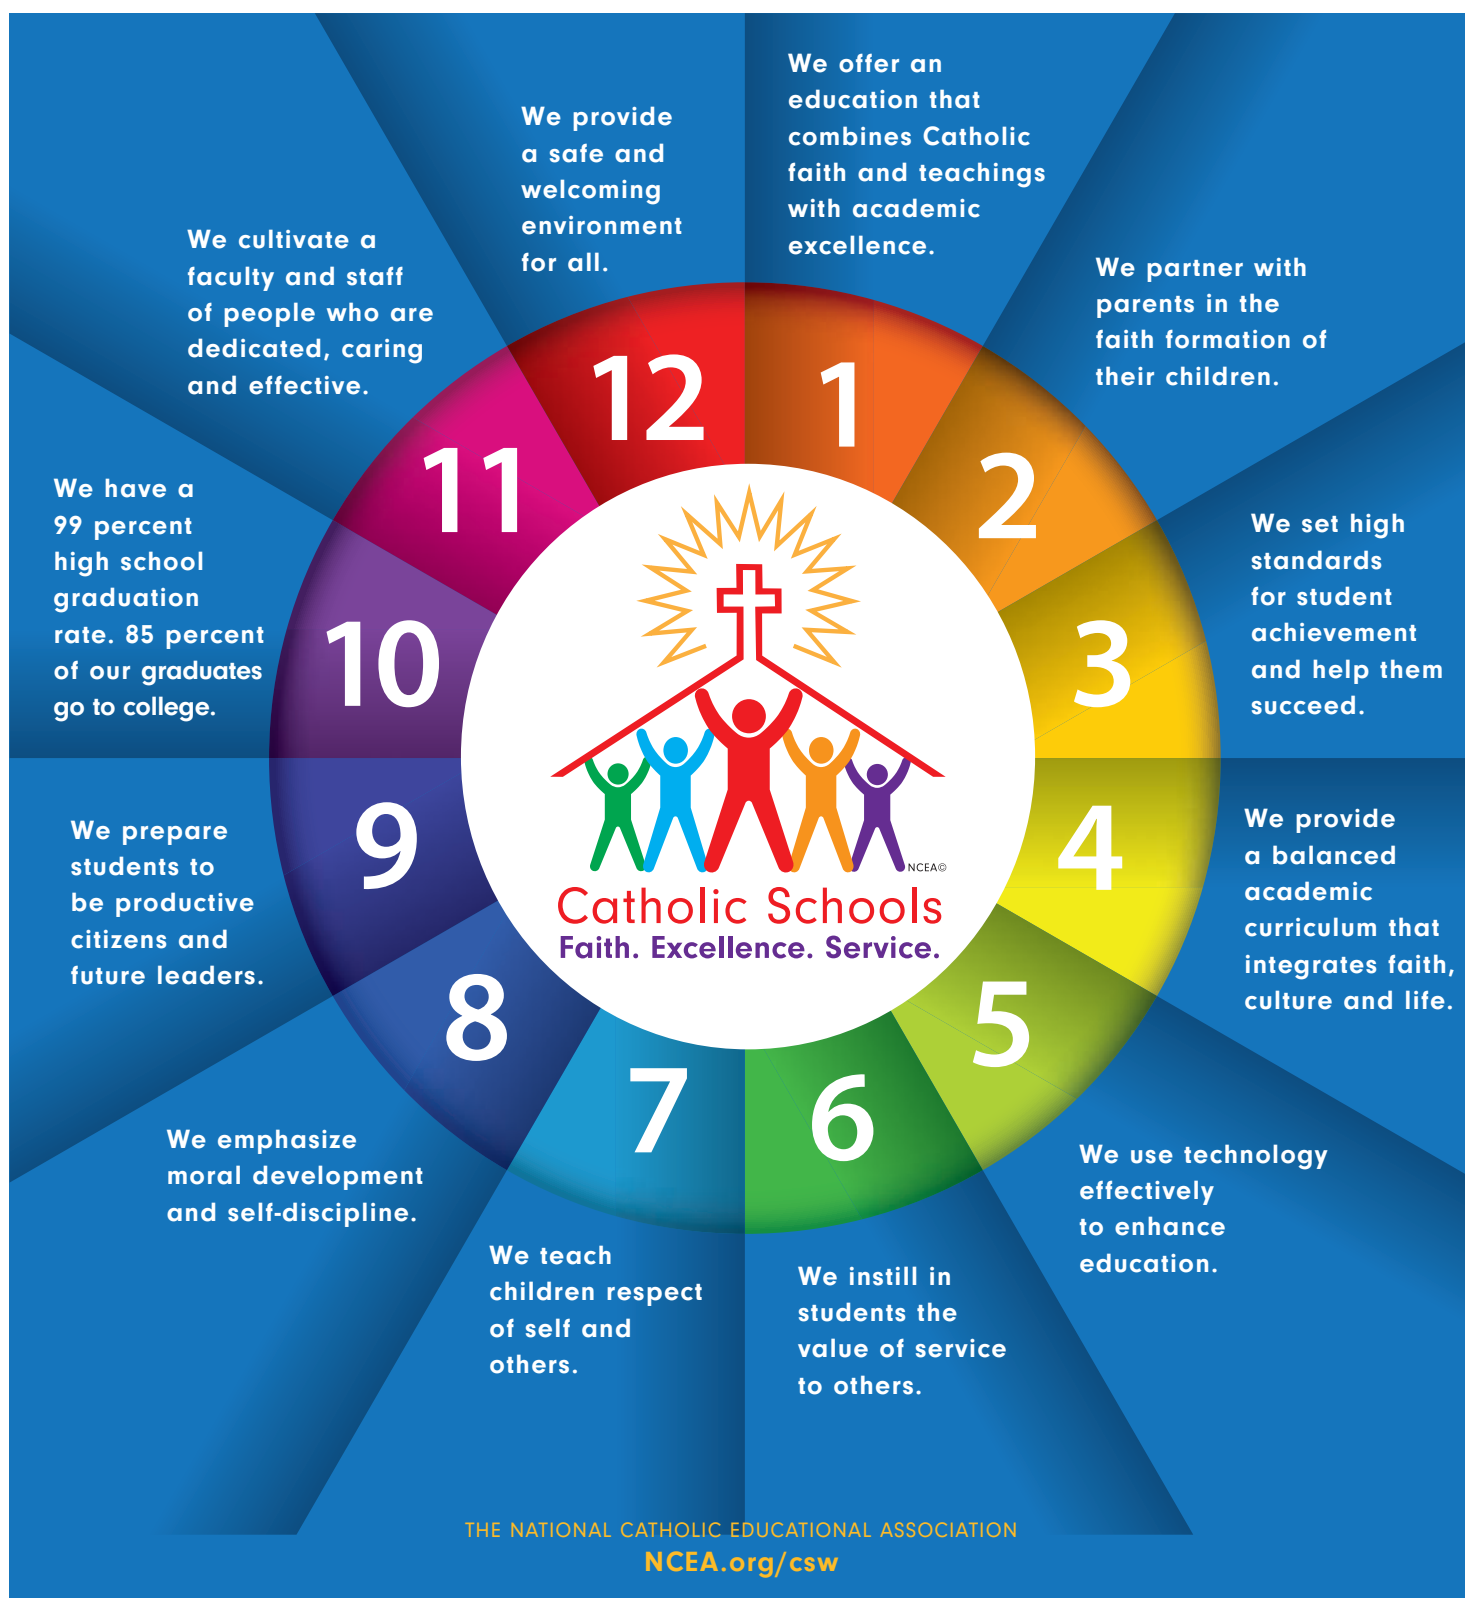 We offer an
education that
combines Catholic
faith and teachings
with academic
excellence.
1
We partner with
parents in the
faith formation of
their children.
2
We set high
standards
for student
achievement
and help them
succeed.
3
We provide
a balanced
academic
curriculum that
integrates faith,
culture and life.
4
We use technology
effectively
to enhance
education.
5
We instill in
students the
value of service
to others.
6
We teach
children respect
of self and
others.
7
We emphasize
moral development
and self-discipline.
8
We prepare
students to
be productive
citizens and
future leaders.
9
We have a
99 percent
high school
graduation
rate. 85 percent
of our graduates
go to college.
10
We cultivate a
faculty and staff
of people who are
dedicated, caring
and effective.
11
We provide
a safe and
welcoming
environment
for all.
12
NCEA©
Catholic Schools
Faith. Excellence. Service.
THE NATIONAL CATHOLIC EDUCATIONAL ASSOCIATION
NCEA.org/csw